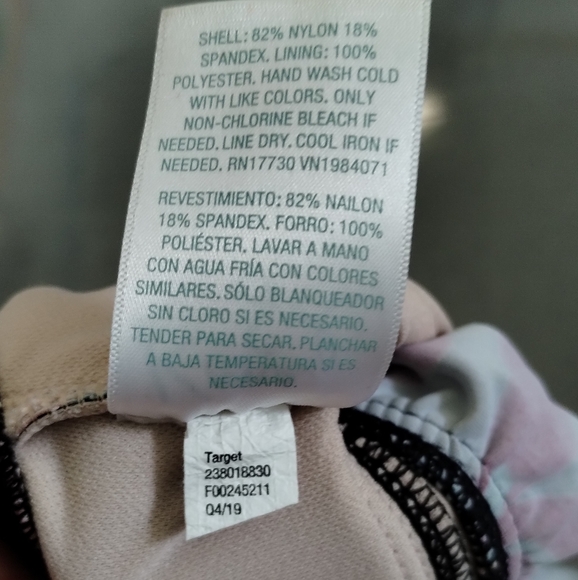 SHELL: 82% NYLON 18%
SPANDEX. LINING: 100%
POLYESTER. HAND WASH COLD
WITH LIKE COLORS. ONLY
NON-CHLORINE BLEACH IF
NEEDED. LINE DRY. COOL IRON IF
NEEDED. RN17730 VN1984071
REVESTIMIENTO: 82% NAILON
18% SPANDEX. FORRO: 100%
POLIÉSTER. LAVAR A MANO
CON AGUA FRÍA CON COLORES
SIMILARES. SÓLO BLANQUEADOR
SIN CLORO SI ES NECESARIO.
TENDER PARA SECAR. PLANCHAR
A BAJA TEMPERATURA SI ES
NECESARIO.
Target
238018830
F00245211
Q4/19